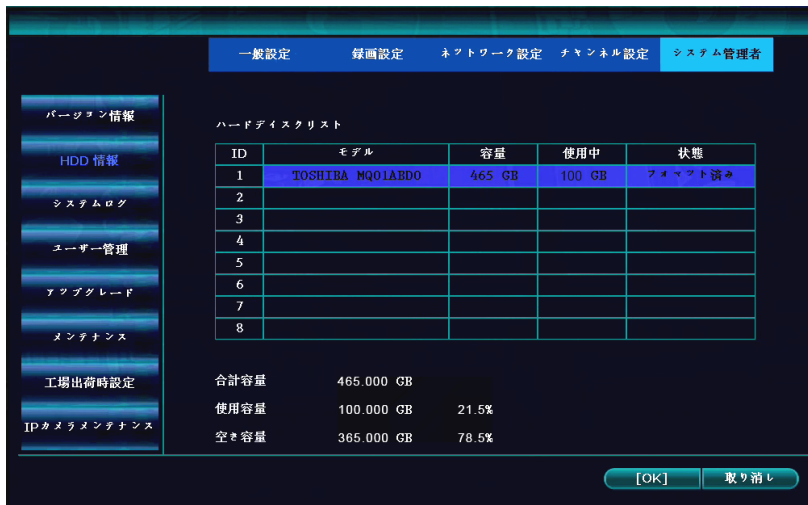 一般設定 録画設定 ネットワーク設定 チャンネル設定 システム管理者
バージョン情報
HDD 情報
システムログ
ユーザー管理
アップグレード
メンテナンス
工場出荷時設定
IPカメラメンテナンス
ハードディスクリスト
ID モデル 容量 使用中 状態
1 TOSHIBA MQ01ABD0 465 GB 100 GB フォマット済み
2
3
4
5
6
7
8
合計容量 465.000 GB
使用容量 100.000 GB 21.5%
空き容量 365.000 GB 78.5%
[OK] 取り消し